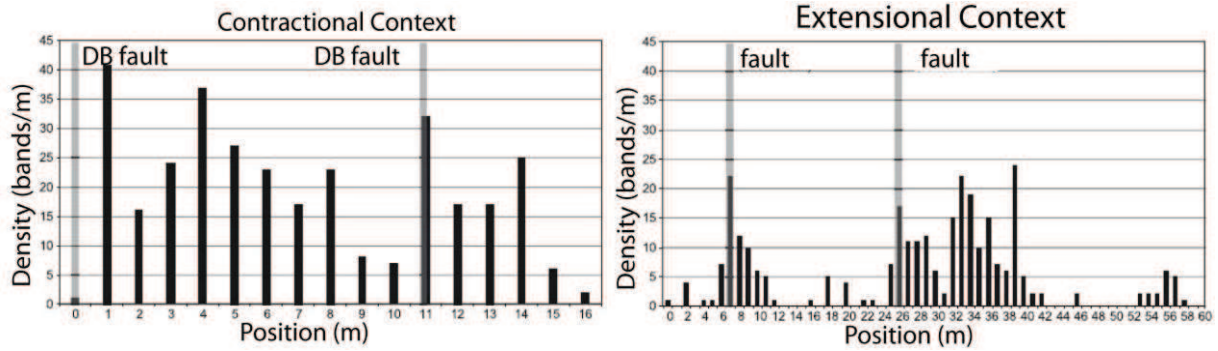 Contractional Context
DB fault
DB fault
Density (bands/m)
45
40
35
30
25
20
15
10
5
0
0 1 2 3 4 5 6 7 8 9 10 11 12 13 14 15 16
Position (m)
Extensional Context
fault
fault
Density (bands/m)
45
40
35
30
25
20
15
10
5
0
0 2 4 6 8 10 12 14 16 18 20 22 24 26 28 30 32 34 36 38 40 42 44 46 48 50 52 54 56 58 60
Position (m)